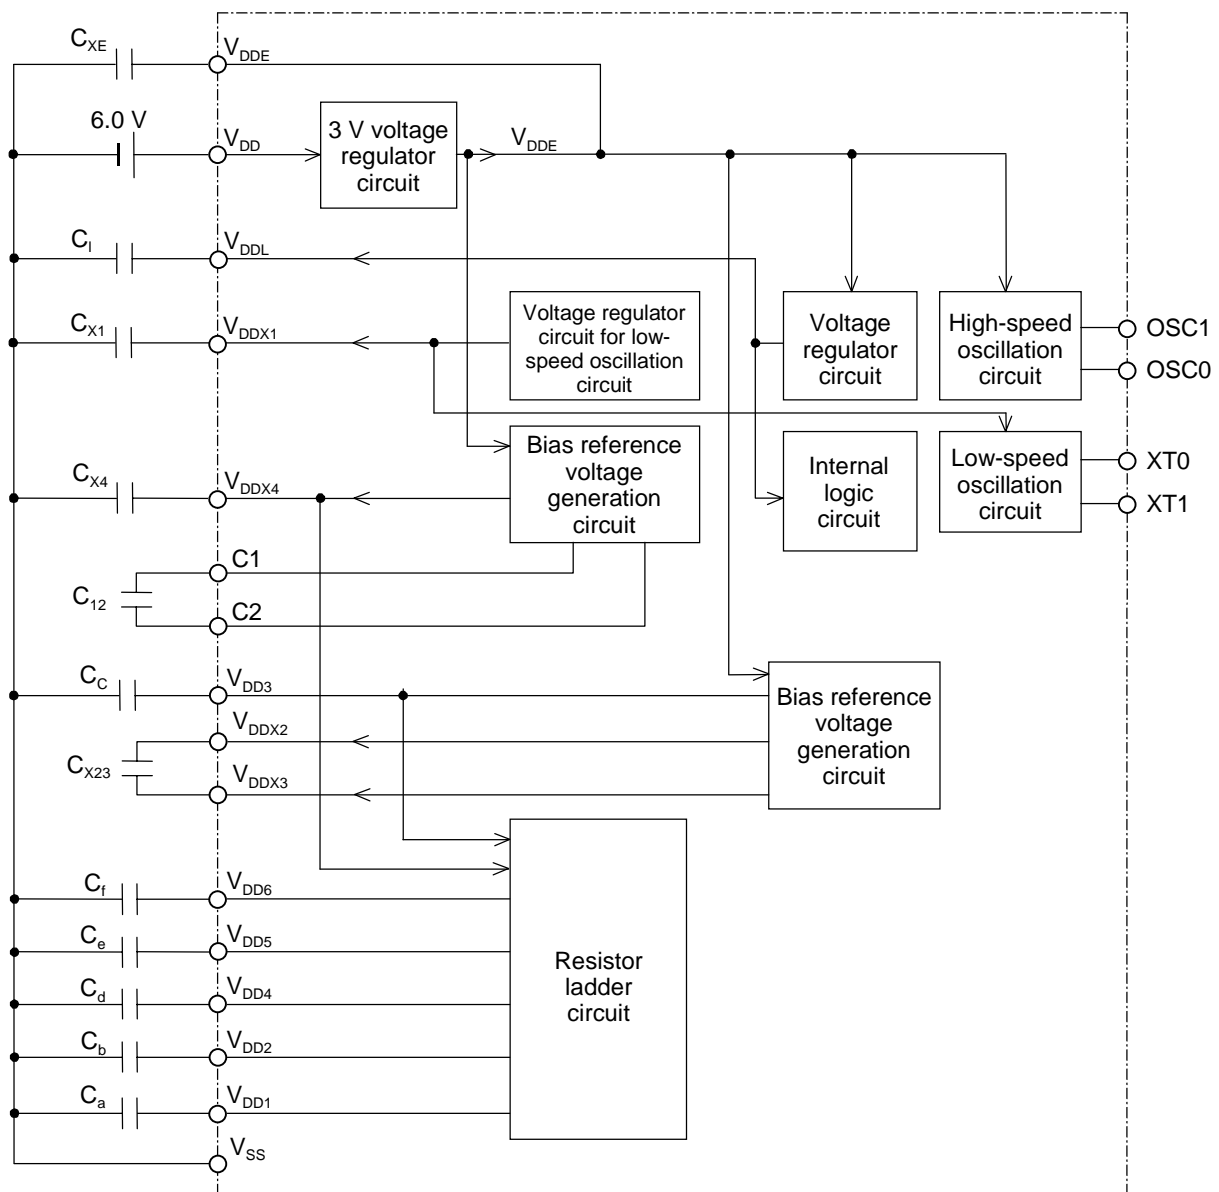 CXE
VDDE
6.0 V
VDD
3 V voltage
regulator
circuit
VDDE
Cl
VDDL
CX1
VDDX1
Voltage regulator
circuit for low-
speed oscillation
circuit
Voltage
regulator
circuit
High-speed
oscillation
circuit
OSC1
OSC0
CX4
VDDX4
Bias reference
voltage
generation
circuit
Internal
logic
circuit
Low-speed
oscillation
circuit
XT0
XT1
C1
C12
C2
CC
VDD3
VDDX2
CX23
VDDX3
Bias reference
voltage
generation
circuit
Cf
VDD6
Ce
VDD5
Cd
VDD4
Cb
VDD2
Ca
VDD1
VSS
Resistor
ladder
circuit